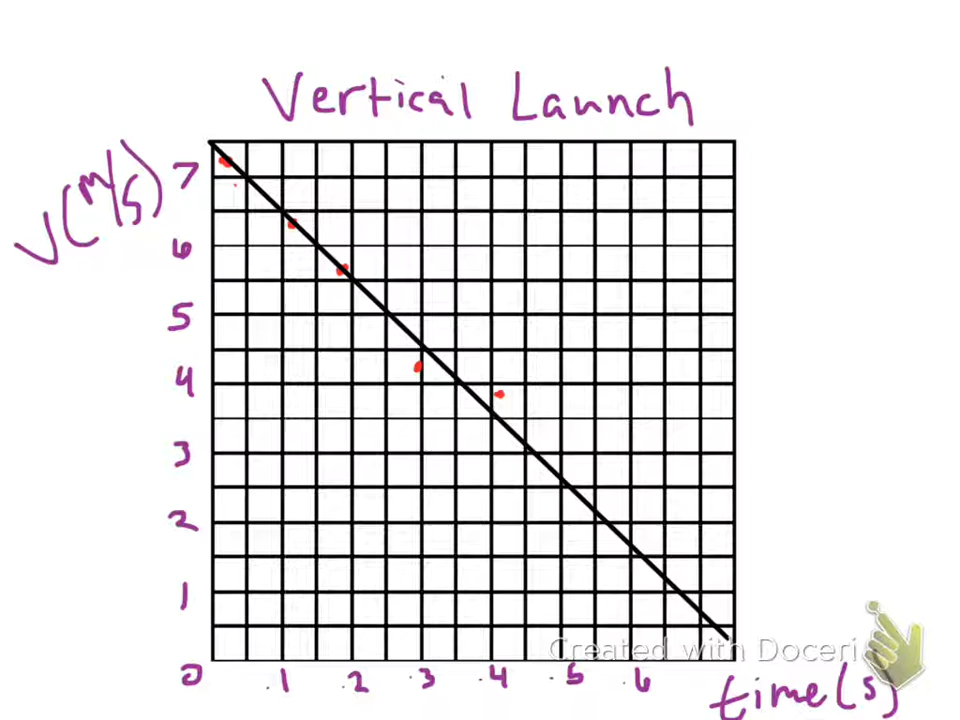 Vertical Launch
V(m/s)
7
6
5
4
3
2
1
0
.1 .2 .3 .4 .5 .6
time(s)
Created with Doceri